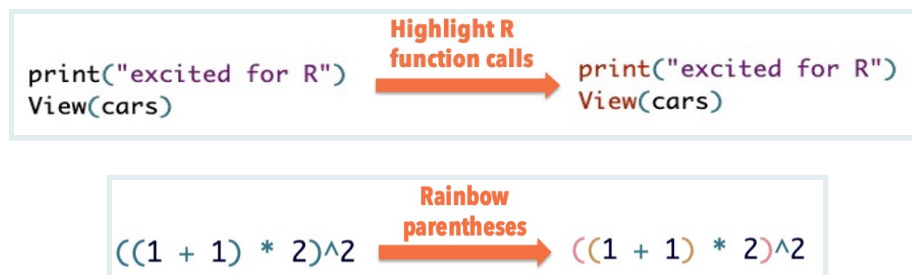 print("excited for R")
View(cars)
Highlight R
function calls
print("excited for R")
View(cars)
((1 + 1) * 2)^2
Rainbow
parentheses
((1 + 1) * 2)^2